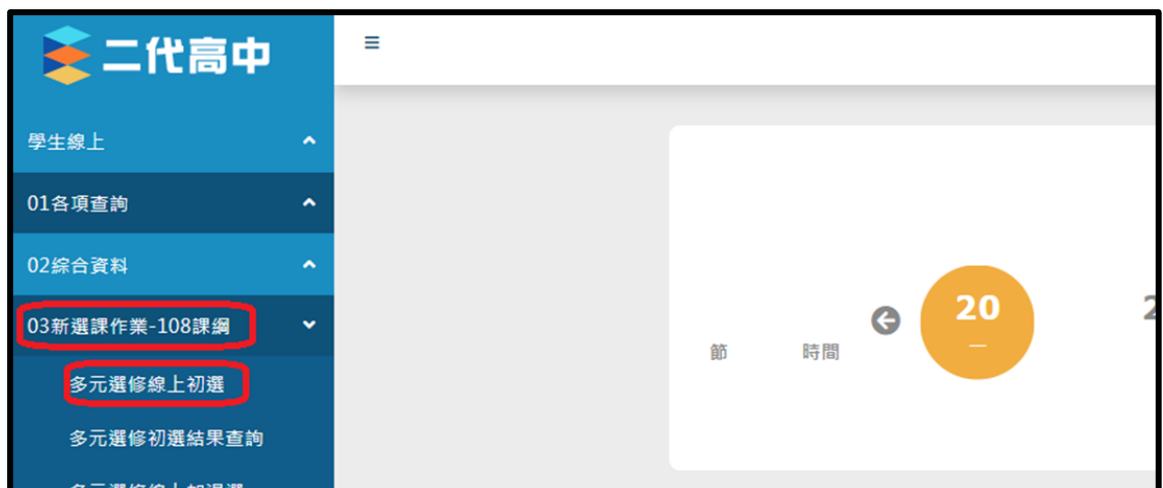 二代高中
學生線上
01各項查詢
02綜合資料
03新選課作業-108課綱
多元選修線上初選
多元選修初選結果查詢
節
時間
20
一
2